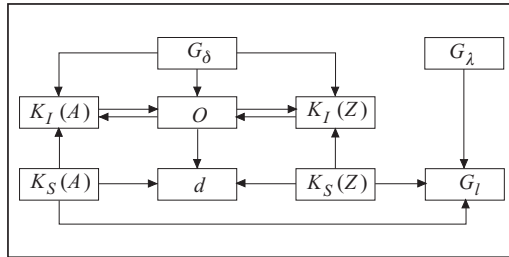 G_δ G_λ
K_I (A) O K_I (Z)
K_S (A) d K_S (Z) G_l